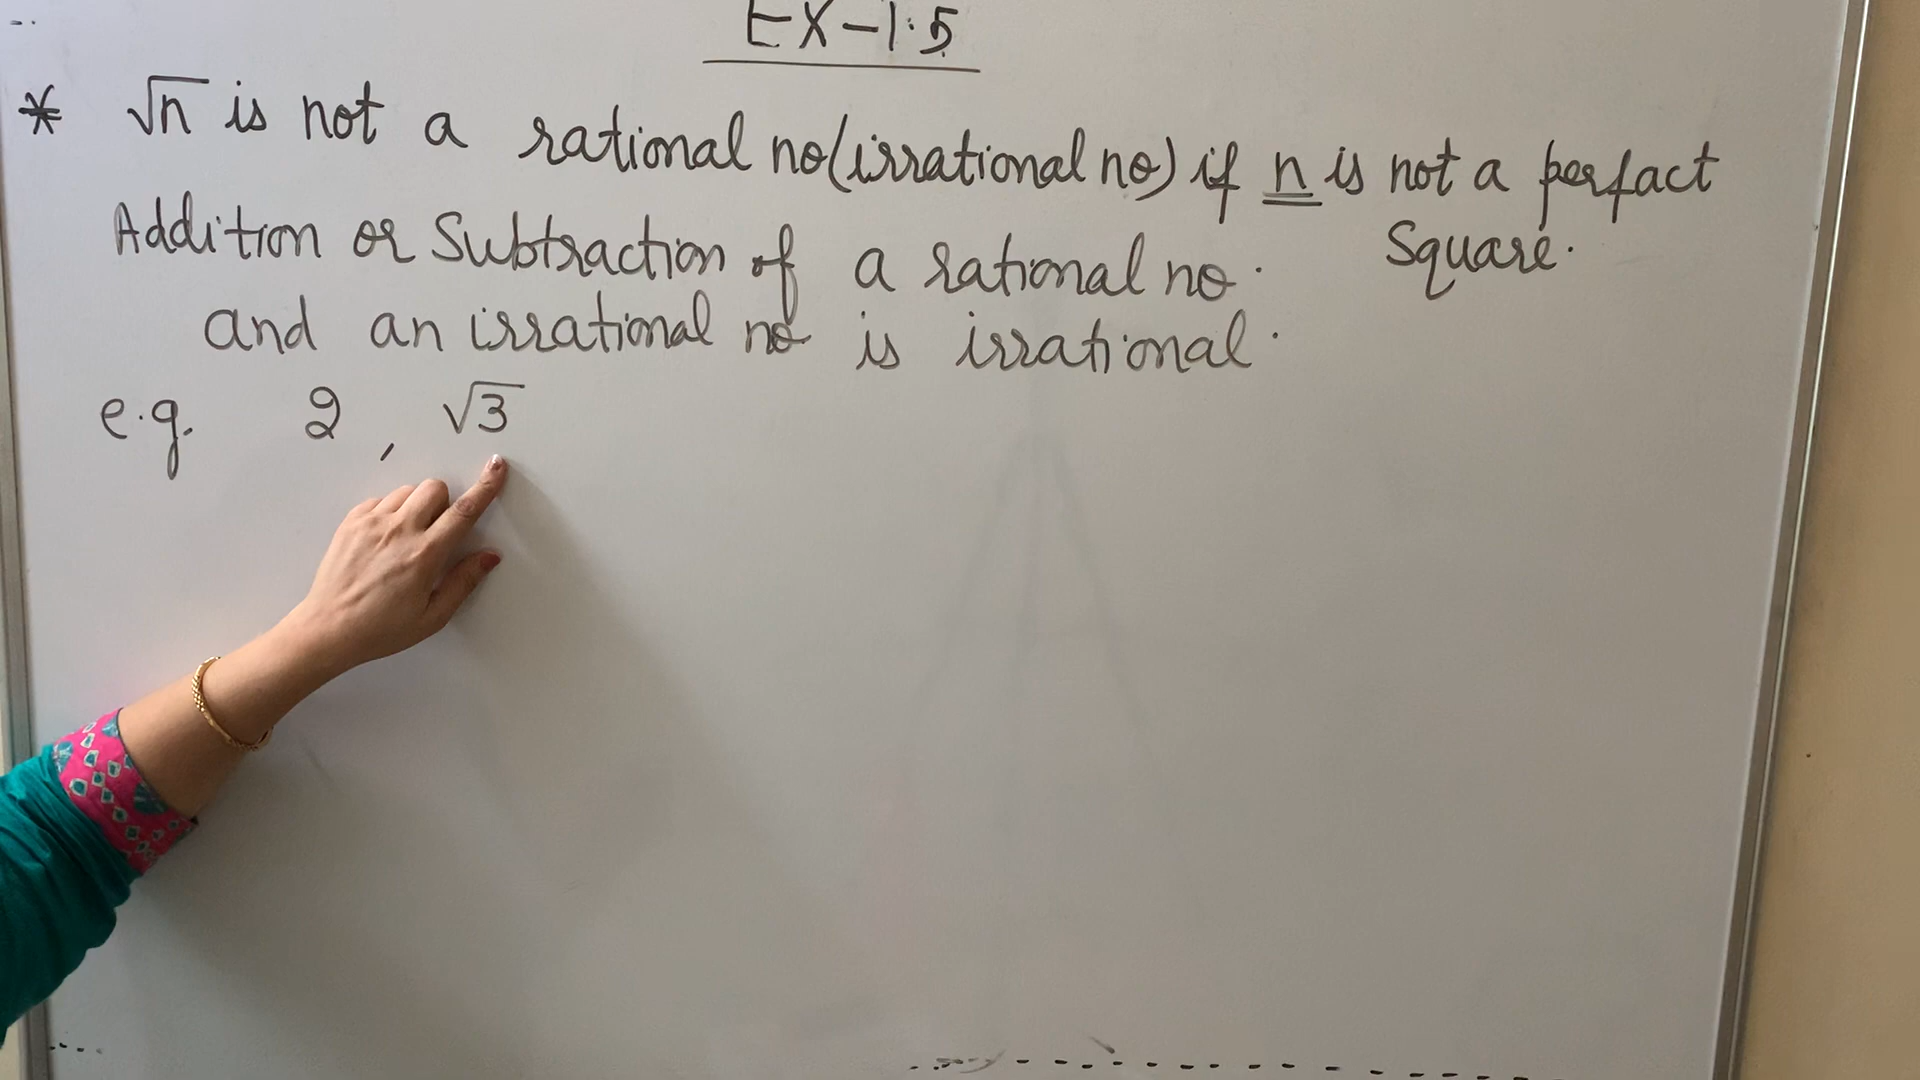 EX-1.5
* √n is not a rational no(irrational no) if n is not a perfact
Square.
Addition or Subtraction of a rational no.
and an irrational no is irrational.
e.g. 2, √3